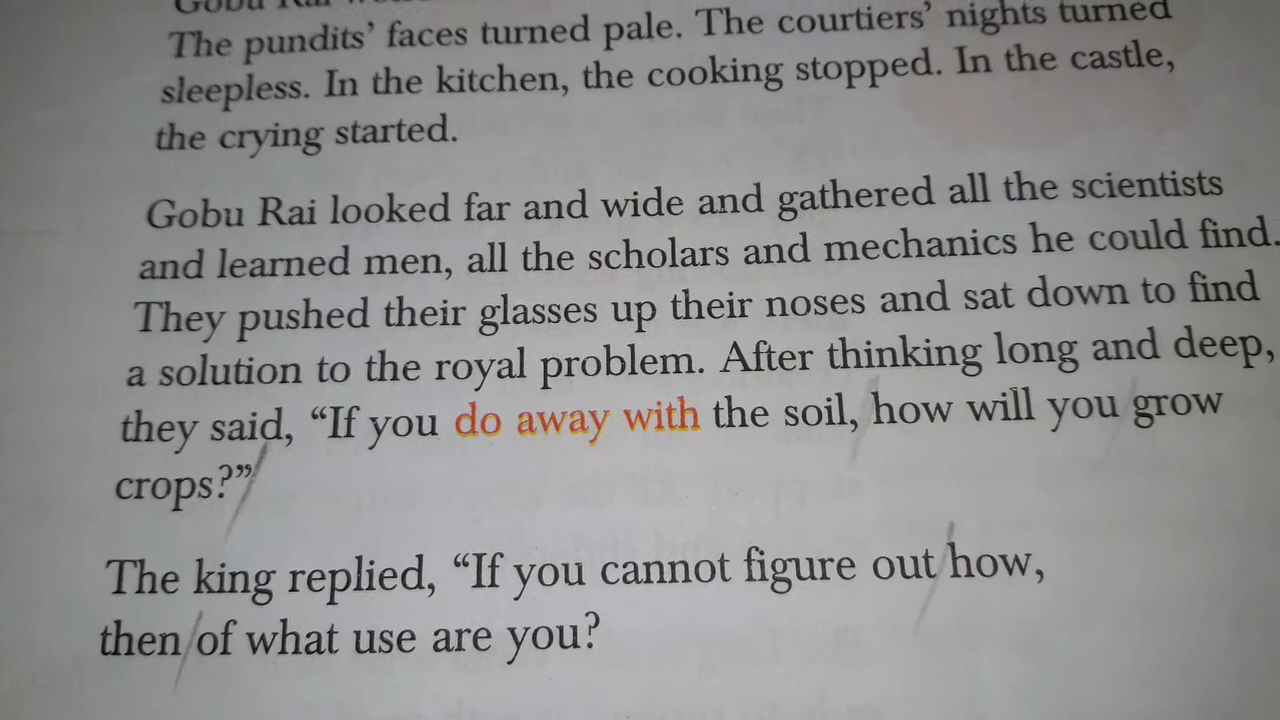 Gobu Rai
The pundits’ faces turned pale. The courtiers’ nights turned
sleepless. In the kitchen, the cooking stopped. In the castle,
the crying started.
Gobu Rai looked far and wide and gathered all the scientists
and learned men, all the scholars and mechanics he could find.
They pushed their glasses up their noses and sat down to find
a solution to the royal problem. After thinking long and deep,
they said, “If you do away with the soil, how will you grow
crops?”
The king replied, “If you cannot figure out how,
then of what use are you?